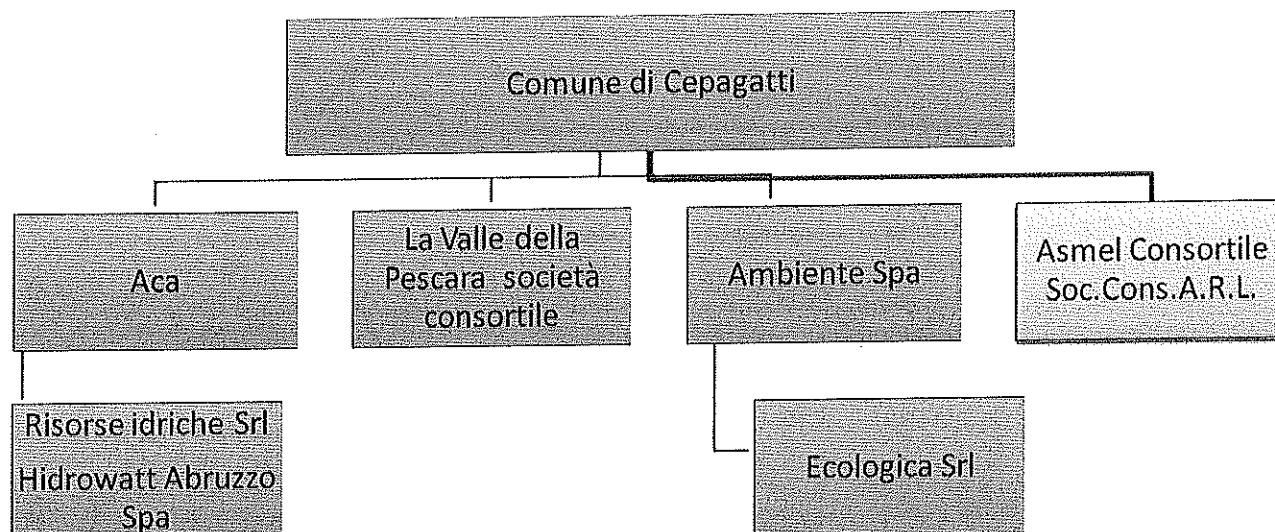 Comune di Cepagatti
Aca
La Valle della
Pescara società
consortile
Ambiente Spa
Asmel Consortile
Soc.Cons.A.R.L.
Risorse idriche Srl
Hidrowatt Abruzzo
Spa
Ecologica Srl